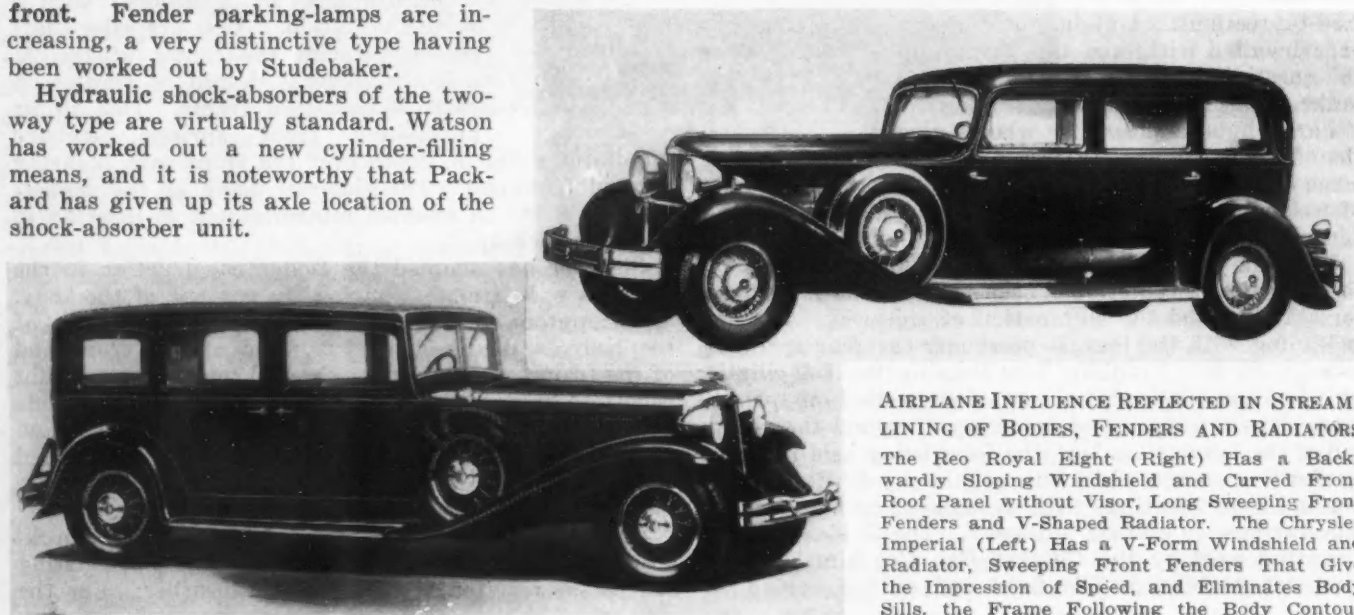 front. Fender parking-lamps are in-
creasing, a very distinctive type having
been worked out by Studebaker.
Hydraulic shock-absorbers of the two-
way type are virtually standard. Watson
has worked out a new cylinder-filling
means, and it is noteworthy that Pack-
ard has given up its axle location of the
shock-absorber unit.
AIRPLANE INFLUENCE REFLECTED IN STREAM
LINING OF BODIES, FENDERS AND RADIATORS
The Reo Royal Eight (Right) Has a Back
wardly Sloping Windshield and Curved Fron
Roof Panel without Visor, Long Sweeping Fron
Fenders and V-Shaped Radiator. The Chrysle
Imperial (Left) Has a V-Form Windshield an
Radiator, Sweeping Front Fenders That Giv
the Impression of Speed, and Eliminates Body
Sills, the Frame Following the Body Contou